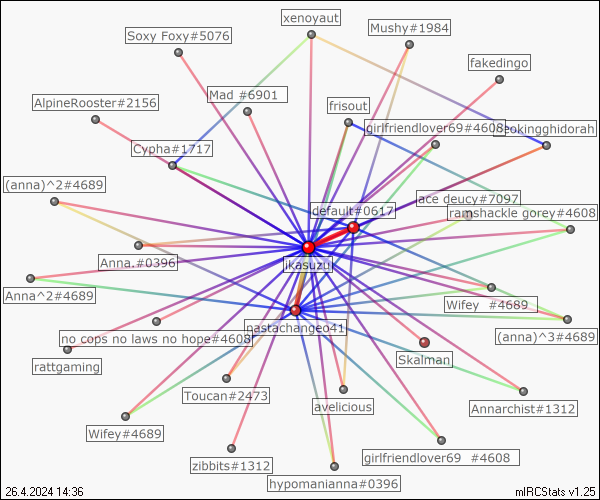 xenoyaut
Mushy#1984
Soxy Foxy#5076
fakedingo
Mad #6901
AlpineRooster#2156
frisout
girlfriendlover69#4608
eokingghidorah
Cypha#1717
(anna)^2#4689
ace deucy#7097
default#0617
ramshackle gorey#4608
Anna.#0396
iKasuzu
Anna^2#4689
Wifey #4689
nastachangeo41
no cops no laws no hope#4608
(anna)^3#4689
rattgaming
Skalman
Toucan#2473
avelicious
Annarchist#1312
Wifey#4689
zibbits#1312
girlfriendlover69 #4608
hypomanianna#0396
26.4.2024 14:36
mIRCStats v1.25